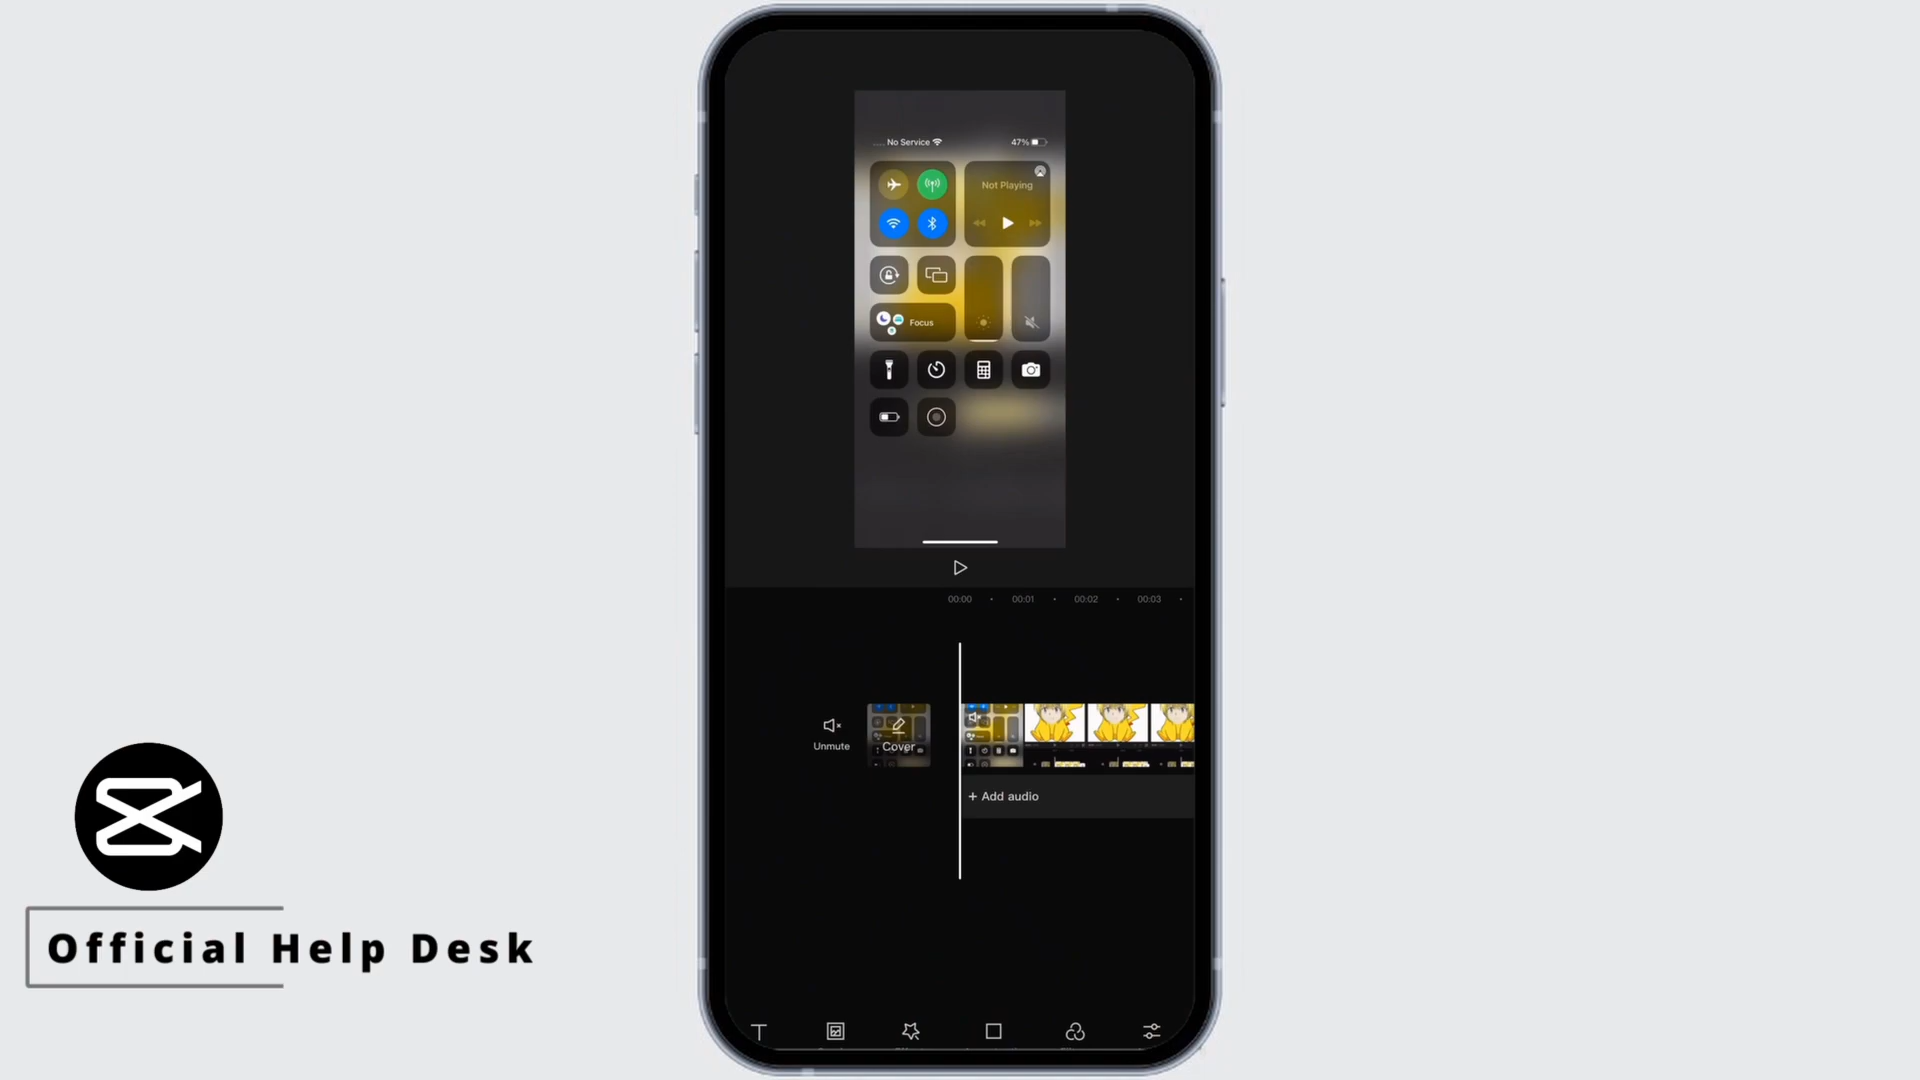 No Service
47%
Not Playing
Focus
00:00
00:01
00:02
00:03
Unmute
Cover
+ Add audio
Official Help Desk